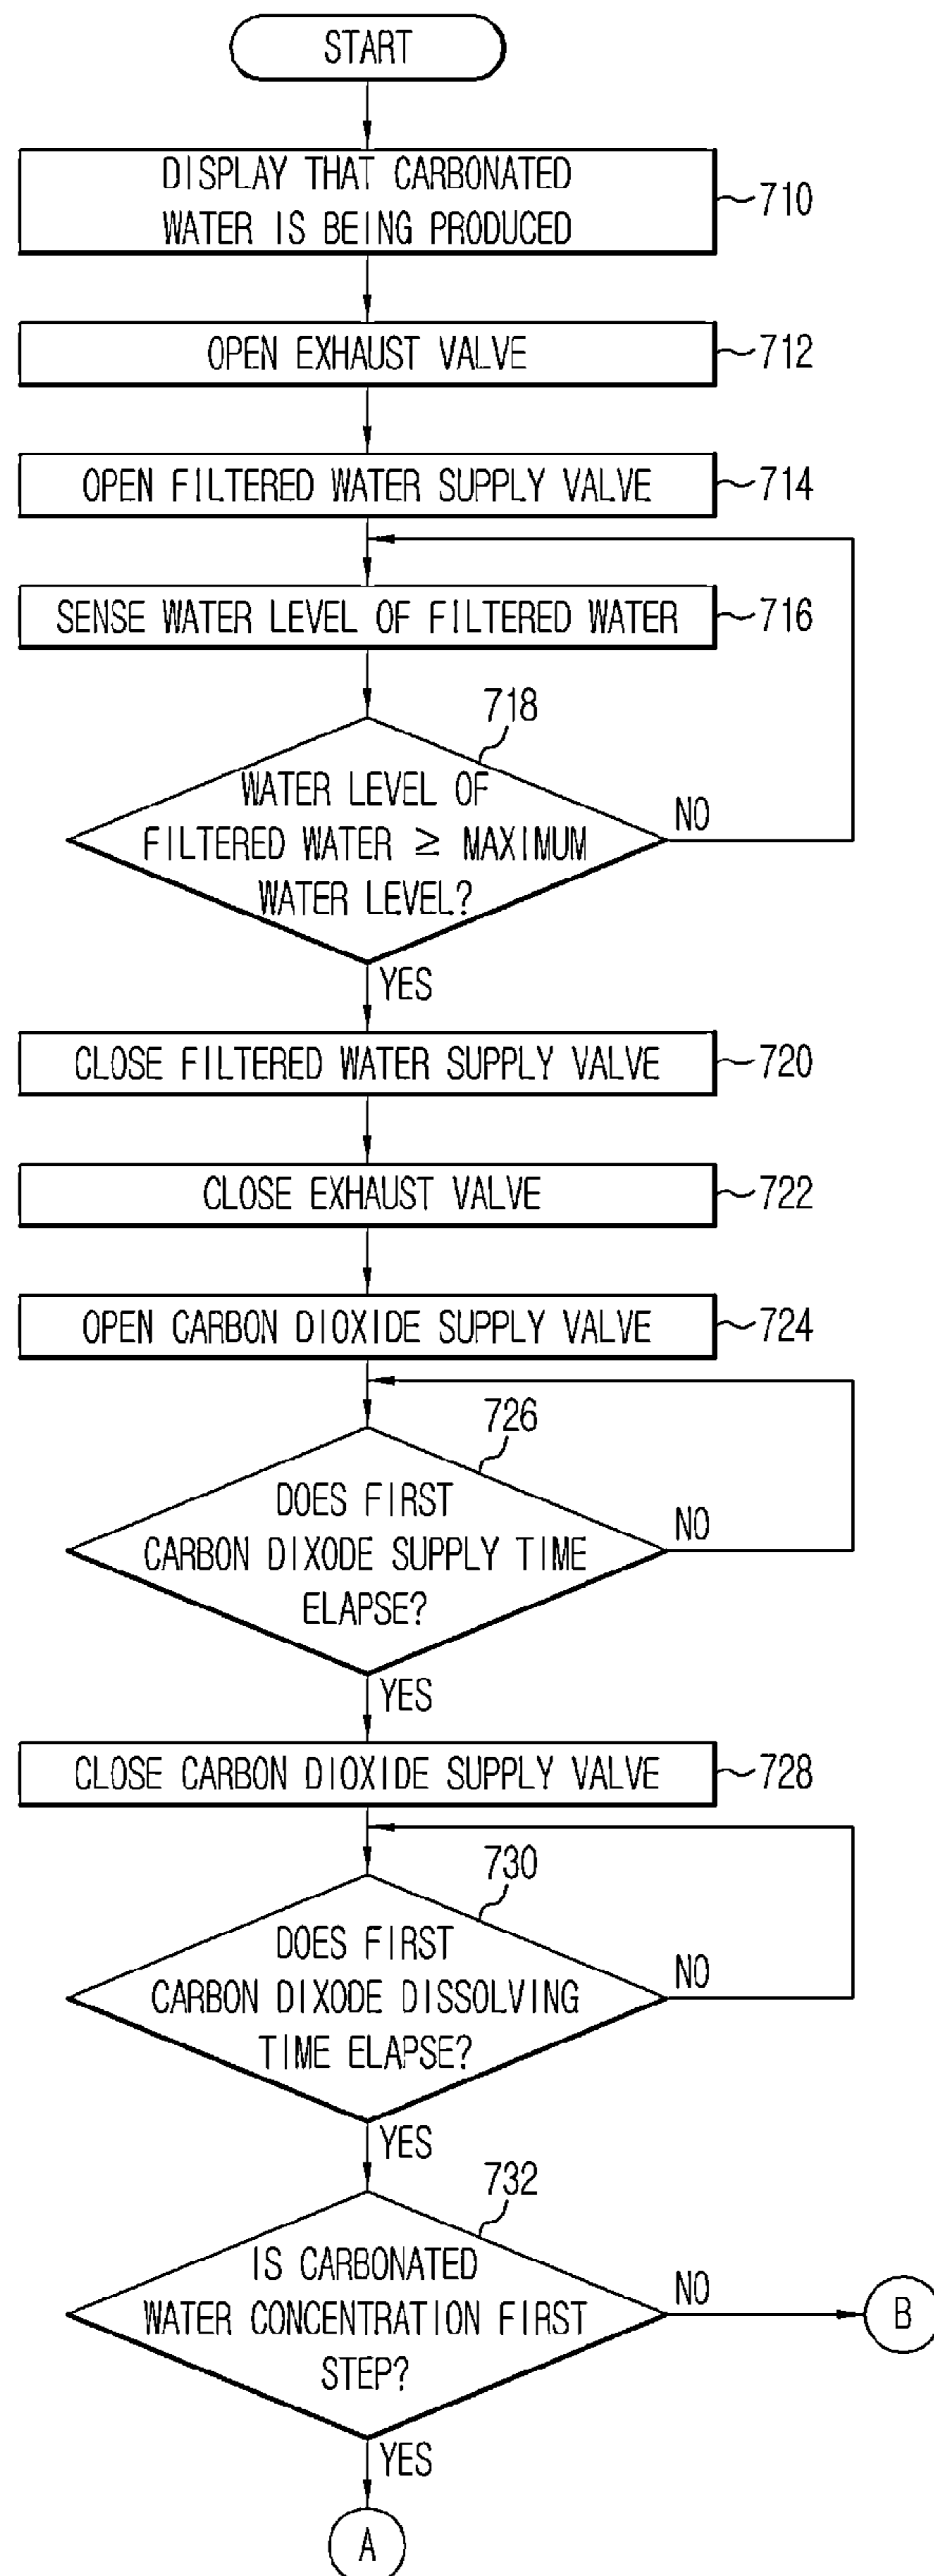 START
DISPLAY THAT CARBONATED
WATER IS BEING PRODUCED
710
OPEN EXHAUST VALVE
712
OPEN FILTERED WATER SUPPLY VALVE
714
SENSE WATER LEVEL OF FILTERED WATER
716
718
WATER LEVEL OF
FILTERED WATER ≥ MAXIMUM
WATER LEVEL?
NO
YES
CLOSE FILTERED WATER SUPPLY VALVE
720
CLOSE EXHAUST VALVE
722
OPEN CARBON DIOXIDE SUPPLY VALVE
724
726
DOES FIRST
CARBON DIXODE SUPPLY TIME
ELAPSE?
NO
YES
CLOSE CARBON DIOXIDE SUPPLY VALVE
728
730
DOES FIRST
CARBON DIXODE DISSOLVING
TIME ELAPSE?
NO
YES
732
IS CARBONATED
WATER CONCENTRATION FIRST
STEP?
NO
B
YES
A